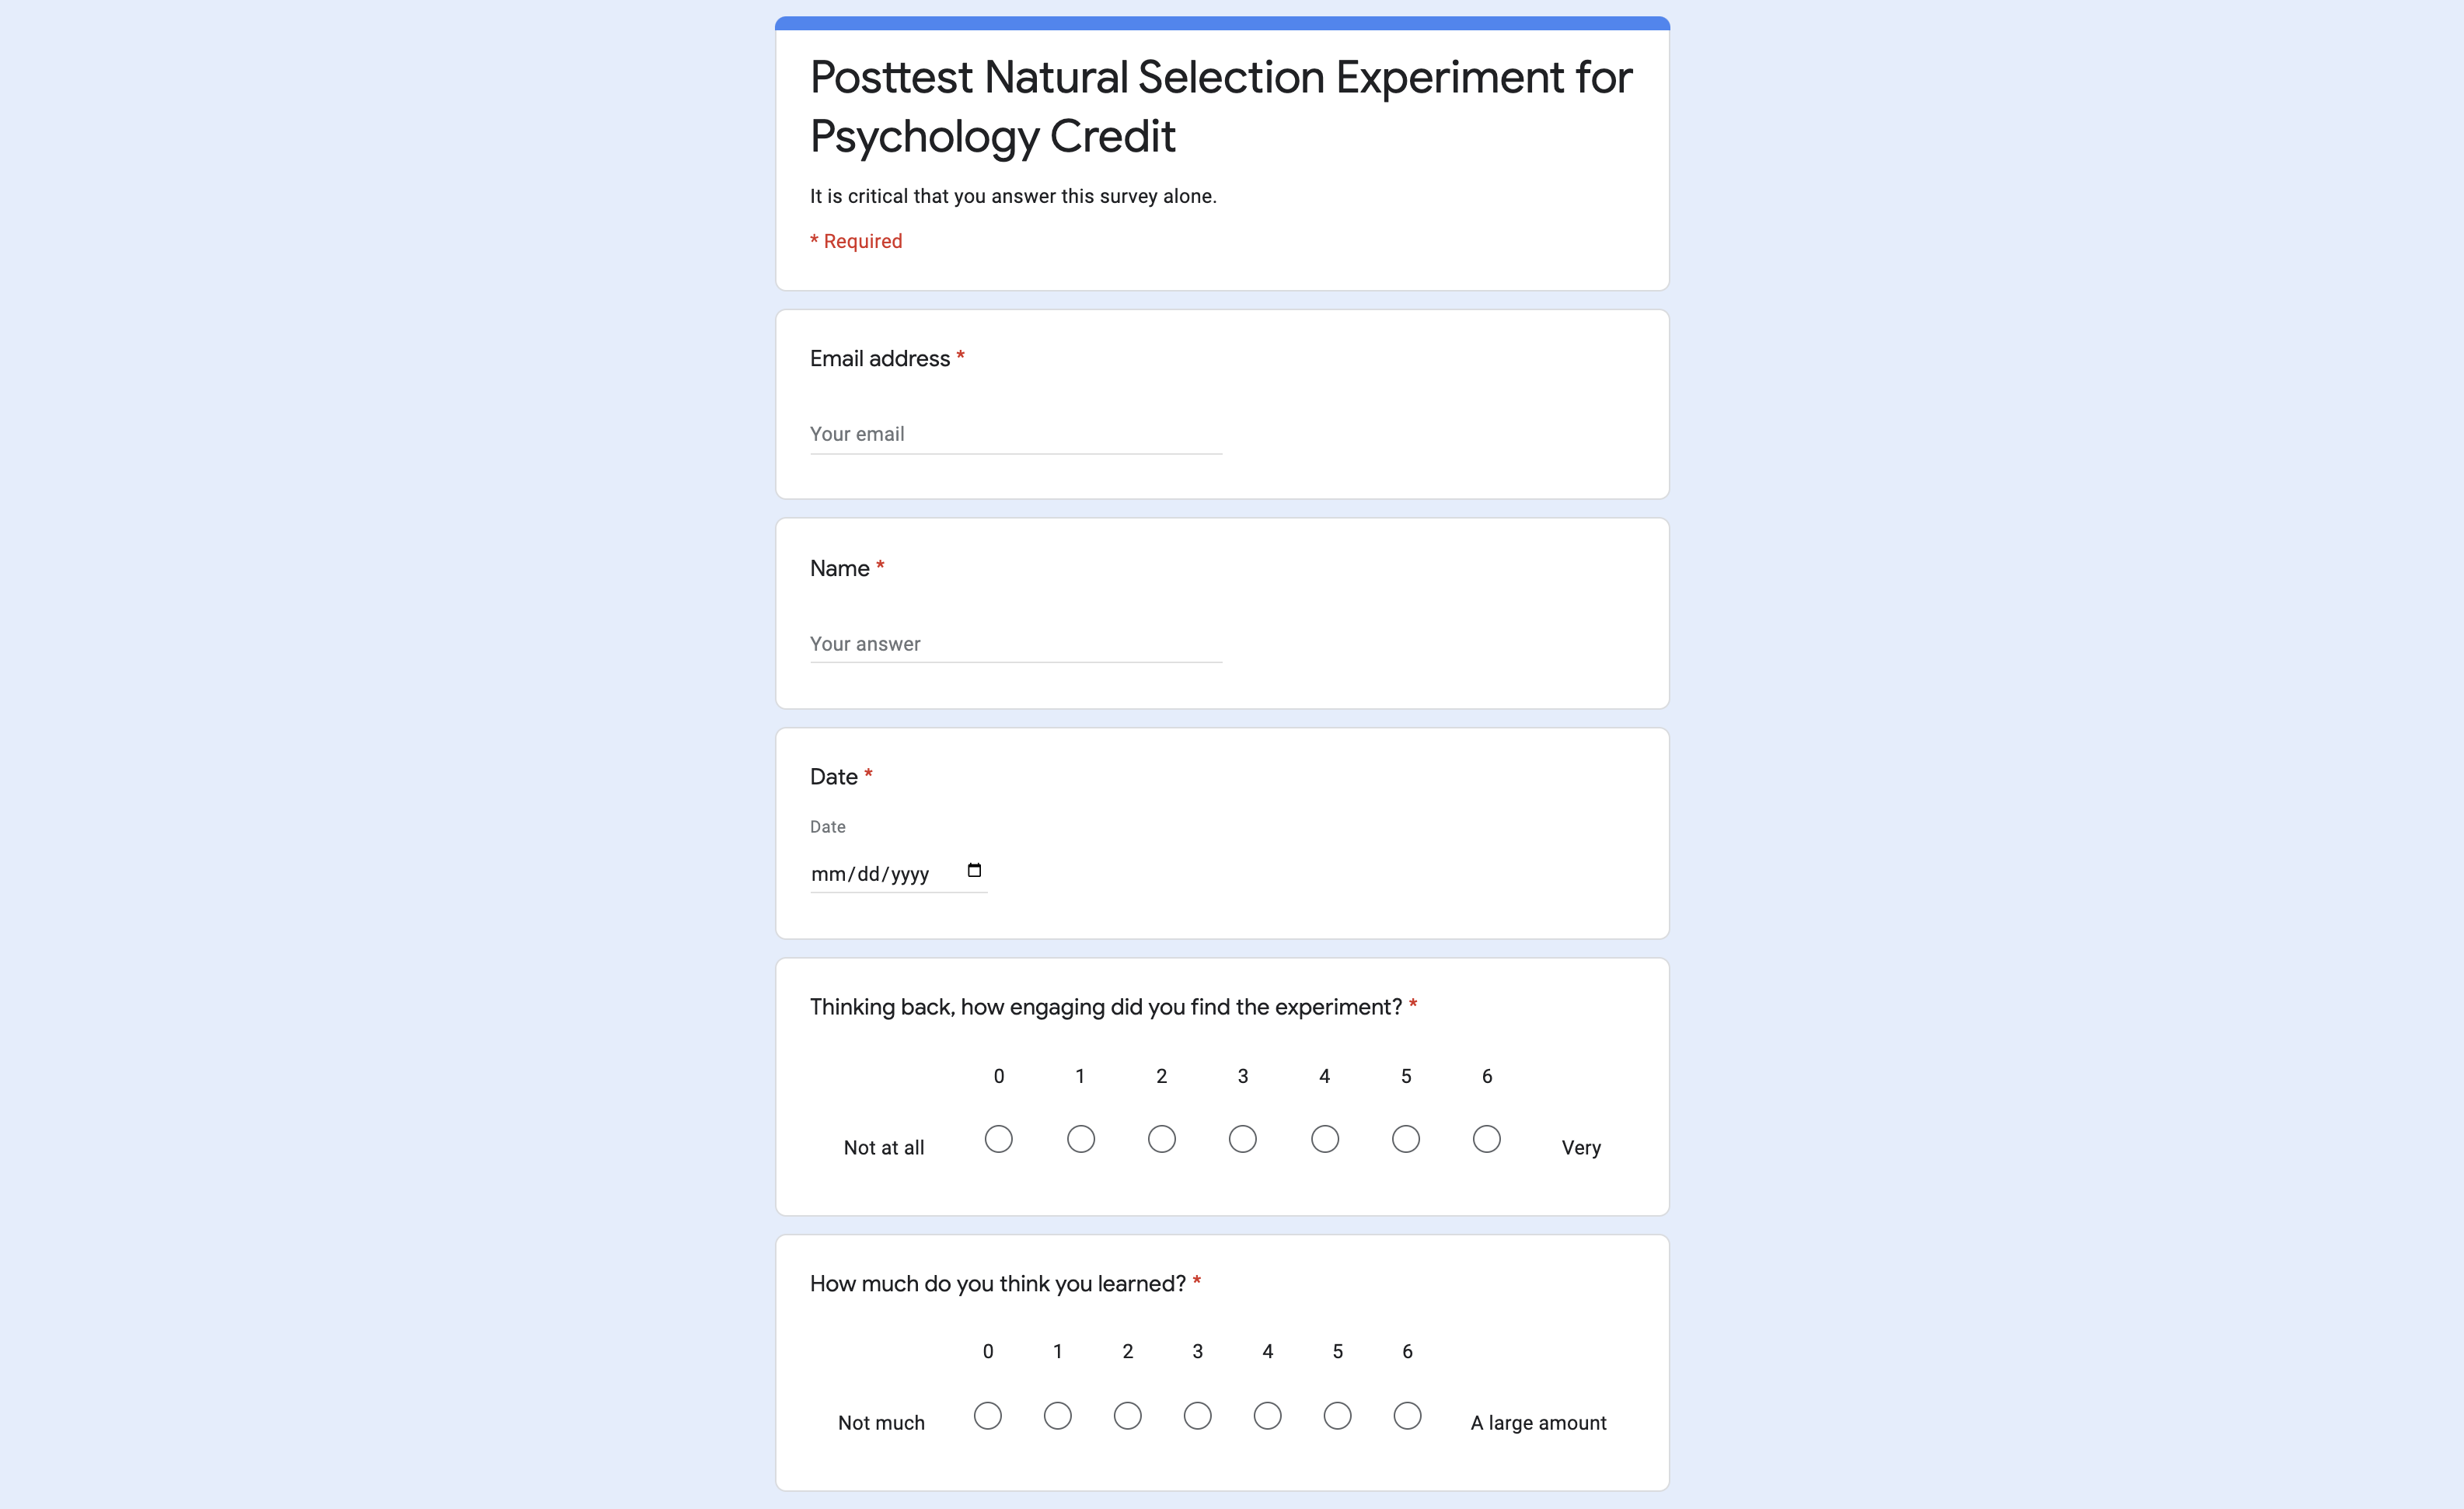 Posttest Natural Selection Experiment for
Psychology Credit
It is critical that you answer this survey alone.
* Required
Email address *
Your email
Name *
Your answer
Date *
Date
mm/dd/yyyy
Thinking back, how engaging did you find the experiment? *
0 1 2 3 4 5 6
Not at all Very
How much do you think you learned? *
0 1 2 3 4 5 6
Not much A large amount